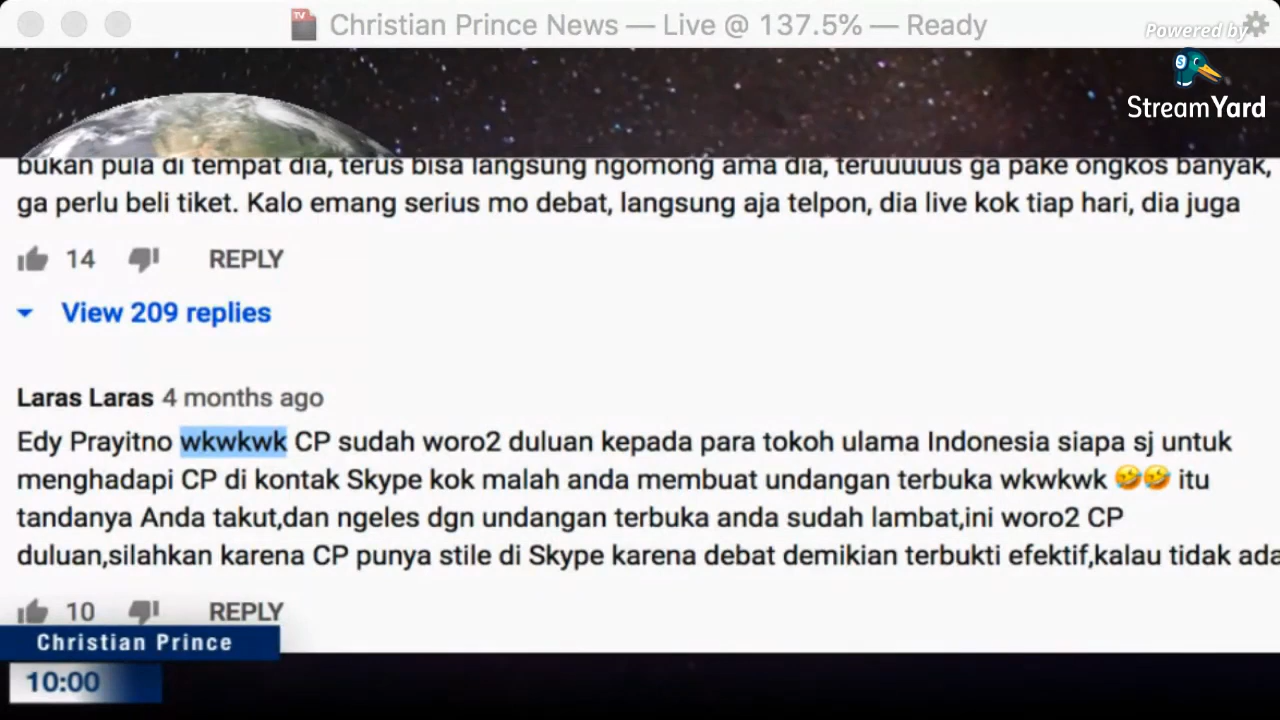 Christian Prince News — Live @ 137.5% — Ready
Powered by
StreamYard
bukan pula di tempat dia, terus bisa langsung ngomong ama dia, teruuuuus ga pake ongkos banyak,
ga perlu beli tiket. Kalo emang serius mo debat, langsung aja telpon, dia live kok tiap hari, dia juga
14 REPLY
View 209 replies
Laras Laras 4 months ago
Edy Prayitno wkwkwk CP sudah woro2 duluan kepada para tokoh ulama Indonesia siapa sj untuk
menghadapi CP di kontak Skype kok malah anda membuat undangan terbuka wkwkwk 🤣🤣 itu
tandanya Anda takut,dan ngeles dgn undangan terbuka anda sudah lambat,ini woro2 CP
duluan,silahkan karena CP punya stile di Skype karena debat demikian terbukti efektif,kalau tidak ada
10 REPLY
Christian Prince
10:00